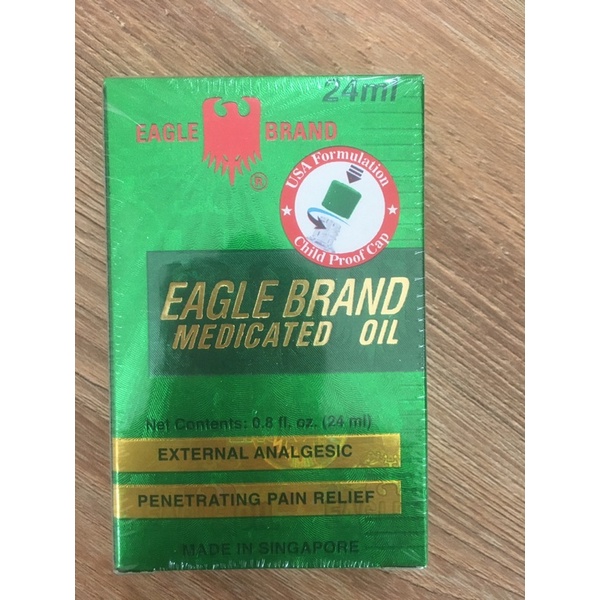 24ml
EAGLE BRAND
®
USA Formulation
Child Proof Cap
EAGLE BRAND
MEDICATED OIL
Net Contents: 0.8 fl. oz. (24 ml)
EXTERNAL ANALGESIC
PENETRATING PAIN RELIEF
MADE IN SINGAPORE